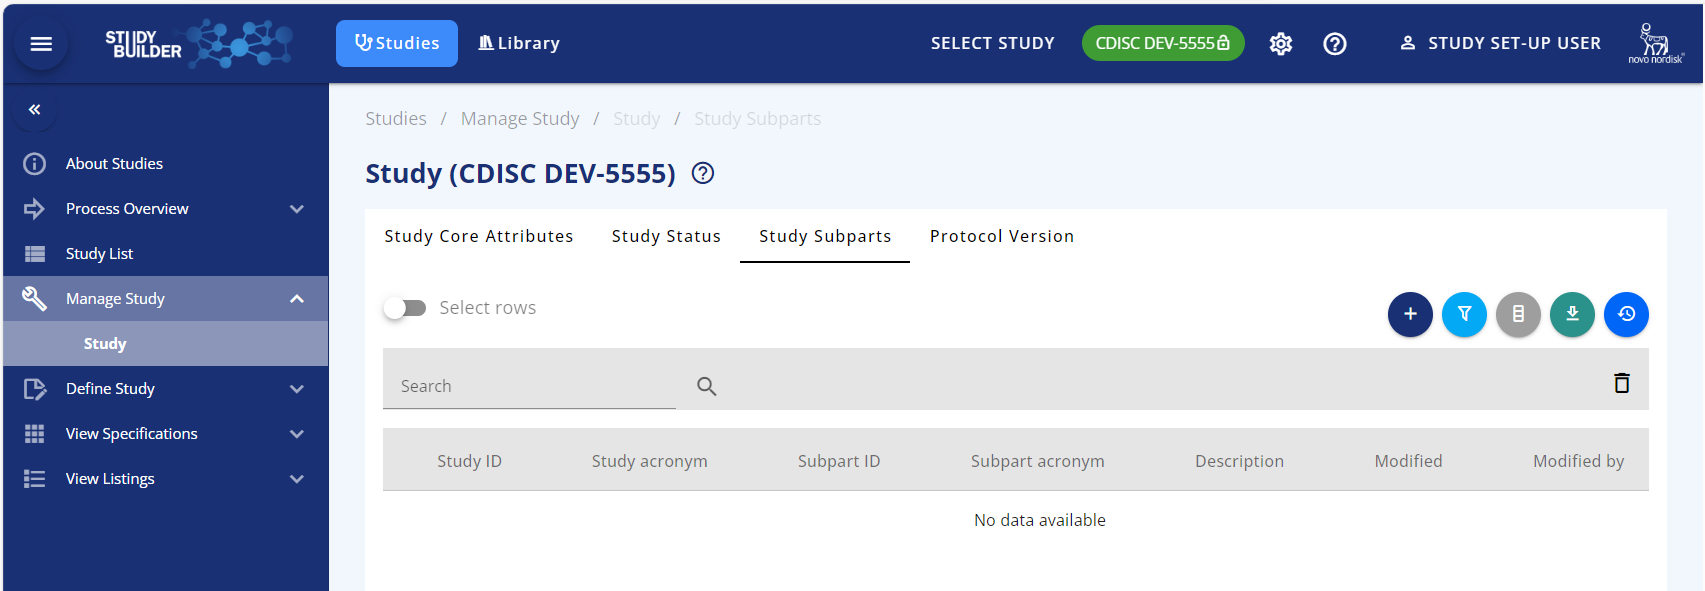 STUDY
BUILDER
Studies
Library
SELECT STUDY
CDISC DEV-5555
STUDY SET-UP USER
novo nordisk®
About Studies
Process Overview
Study List
Manage Study
Study
Define Study
View Specifications
View Listings
Studies / Manage Study / Study / Study Subparts
Study (CDISC DEV-5555)
Study Core Attributes Study Status Study Subparts Protocol Version
Select rows
Search
Study ID Study acronym Subpart ID Subpart acronym Description Modified Modified by
No data available